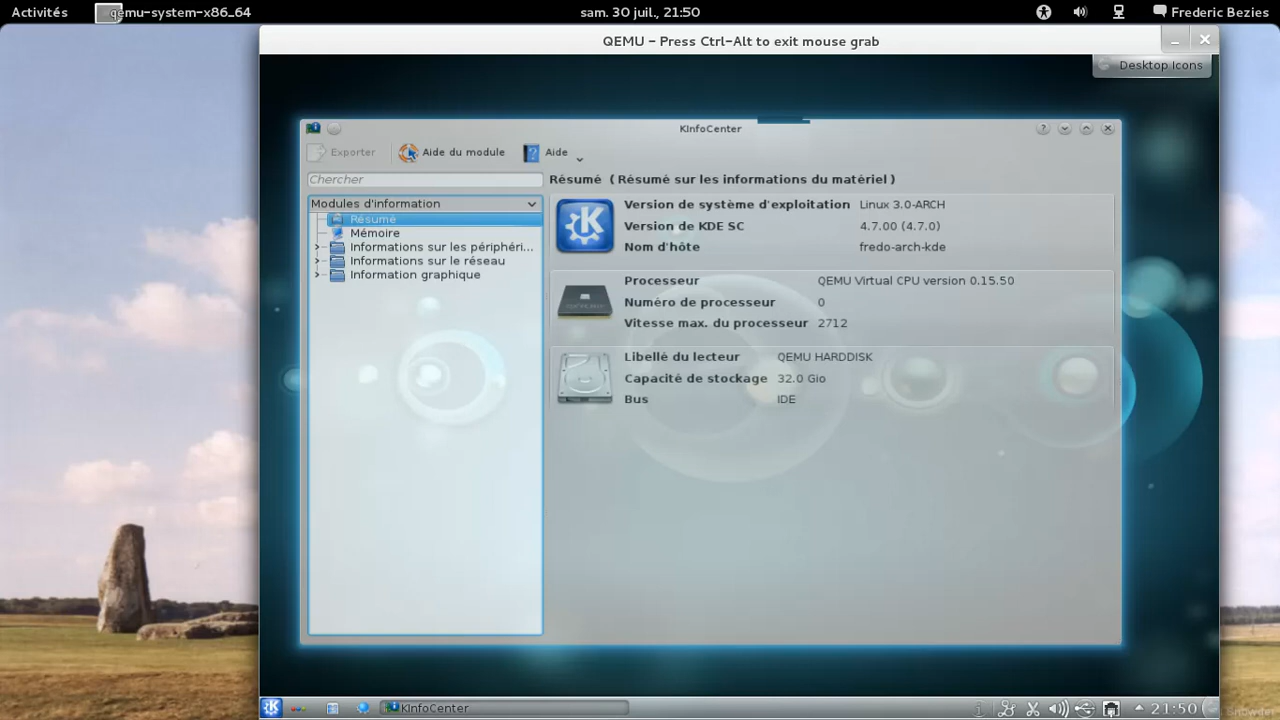 Activités
qemu-system-x86_64
sam. 30 juil., 21:50
Frederic Bezies
QEMU - Press Ctrl-Alt to exit mouse grab
Desktop Icons
KInfoCenter
Exporter
Aide du module
Aide
Chercher
Résumé ( Résumé sur les informations du matériel )
Modules d'information
Résumé
Mémoire
Informations sur les périphéri...
Informations sur le réseau
Information graphique
Version de système d'exploitation Linux 3.0-ARCH
Version de KDE SC 4.7.00 (4.7.0)
Nom d'hôte fredo-arch-kde
Processeur QEMU Virtual CPU version 0.15.50
Numéro de processeur 0
Vitesse max. du processeur 2712
Libellé du lecteur QEMU HARDDISK
Capacité de stockage 32.0 Gio
Bus IDE
KInfoCenter
21:50